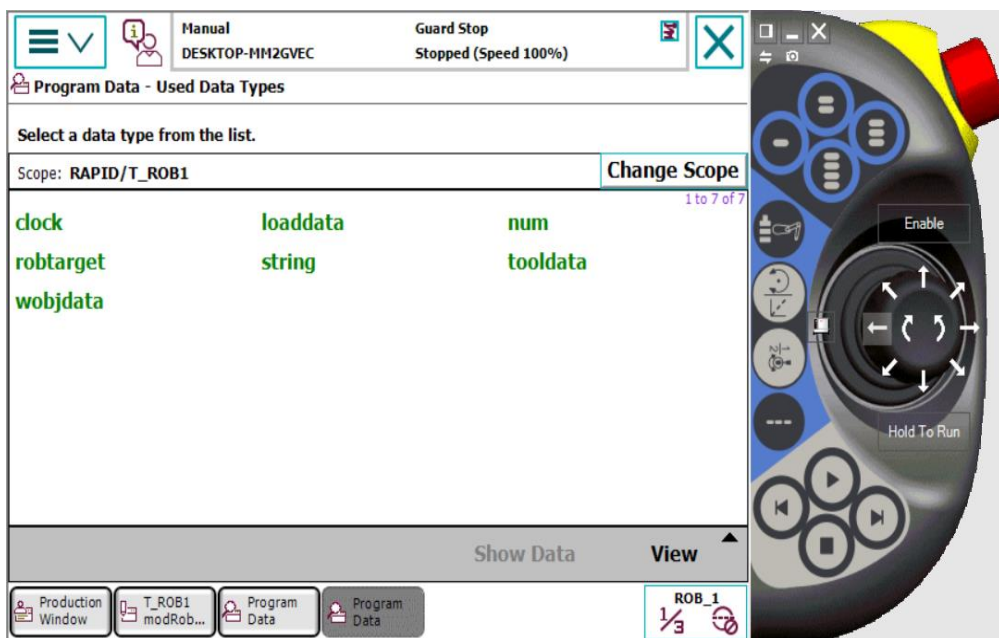 Manual
DESKTOP-MM2GVEC
Guard Stop
Stopped (Speed 100%)
Program Data - Used Data Types
Select a data type from the list.
Scope: RAPID/T_ROB1
Change Scope
1 to 7 of 7
clock
loaddata
num
robtarget
string
tooldata
wobjdata
Show Data
View
Production
Window
T_ROB1
modRob...
Program
Data
Program
Data
ROB_1
1/3
Enable
Hold To Run
1/2